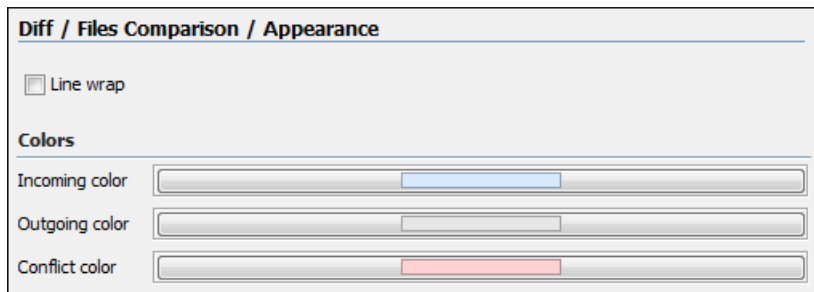 Diff / Files Comparison / Appearance
Line wrap
Colors
Incoming color
Outgoing color
Conflict color